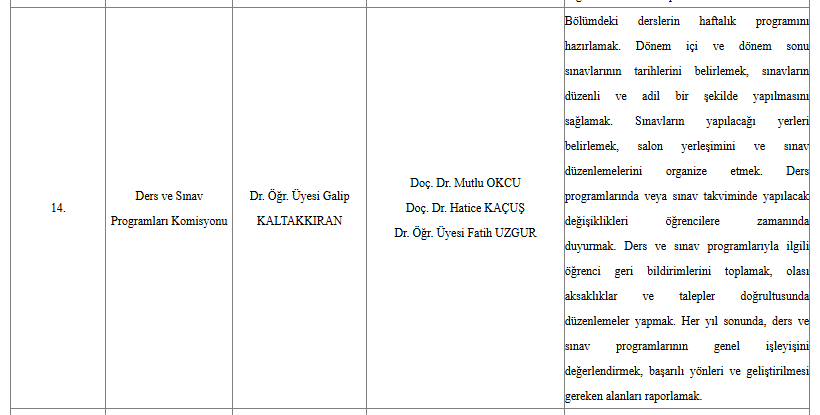 14.
Ders ve Sınav
Programları Komisyonu
Dr. Öğr. Üyesi Galip
KALTAKKIRAN
Doç. Dr. Mutlu OKCU
Doç. Dr. Hatice KAÇUŞ
Dr. Öğr. Üyesi Fatih UZGUR
Bölümdeki derslerin haftalık programını
hazırlamak. Dönem içi ve dönem sonu
sınavlarının tarihlerini belirlemek, sınavların
düzenli ve adil bir şekilde yapılmasını
sağlamak. Sınavların yapılacağı yerleri
belirlemek, salon yerleşimini ve sınav
düzenlemelerini organize etmek. Ders
programlarında veya sınav takviminde yapılacak
değişiklikleri öğrencilere zamanında
duyurmak. Ders ve sınav programlarıyla ilgili
öğrenci geri bildirimlerini toplamak, olası
aksaklıklar ve talepler doğrultusunda
düzenlemeler yapmak. Her yıl sonunda, ders ve
sınav programlarının genel işleyişini
değerlendirmek, başarılı yönleri ve geliştirilmesi
gereken alanları raporlamak.